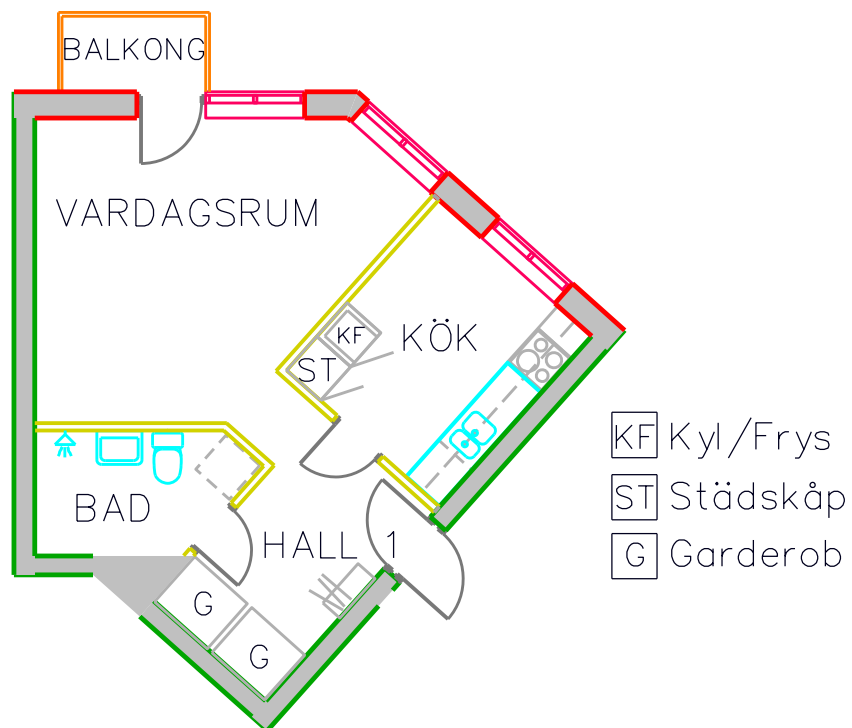 BALKONG
VARDAGSRUM
KF
KÖK
ST
KF Kyl/Frys
ST Städskåp
BAD
HALL 1
G Garderob
G
G